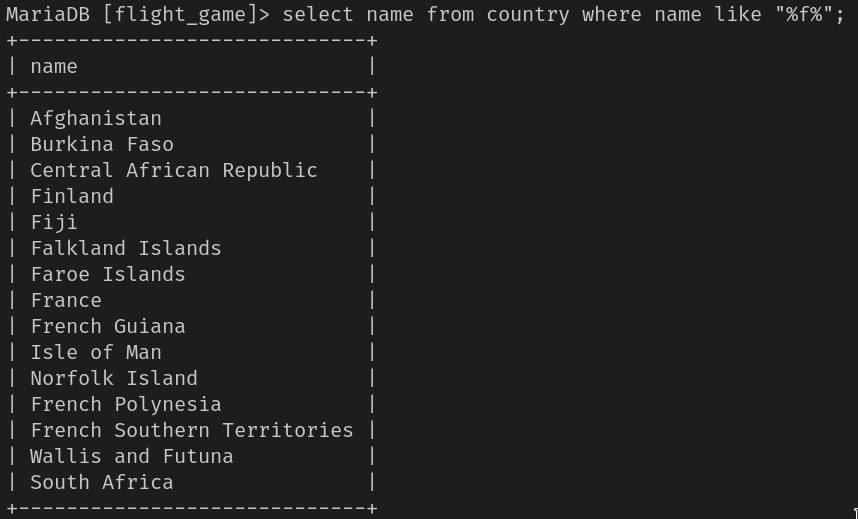 MariaDB [flight_game]> select name from country where name like "%f%";
+-----------------------------+
| name                        |
+-----------------------------+
| Afghanistan                 |
| Burkina Faso                |
| Central African Republic    |
| Finland                     |
| Fiji                        |
| Falkland Islands            |
| Faroe Islands               |
| France                      |
| French Guiana               |
| Isle of Man                 |
| Norfolk Island              |
| French Polynesia            |
| French Southern Territories |
| Wallis and Futuna           |
| South Africa                |
+-----------------------------+